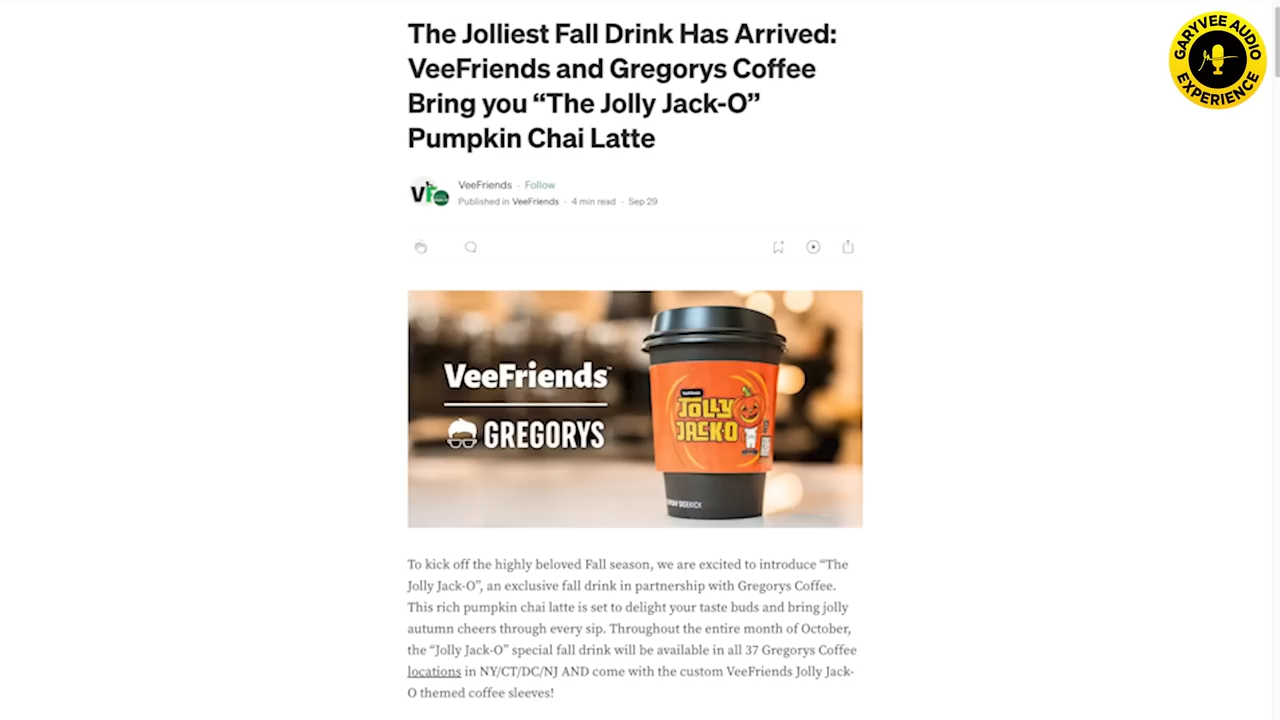 The Jolliest Fall Drink Has Arrived:
VeeFriends and Gregorys Coffee
Bring you “The Jolly Jack-O”
Pumpkin Chai Latte
VeeFriends · Follow
Published in VeeFriends · 4 min read · Sep 29
VeeFriends™
GREGORYS
JOLLY
JACK-O
To kick off the highly beloved Fall season, we are excited to introduce “The
Jolly Jack-O”, an exclusive fall drink in partnership with Gregorys Coffee.
This rich pumpkin chai latte is set to delight your taste buds and bring jolly
autumn cheers through every sip. Throughout the entire month of October,
the “Jolly Jack-O” special fall drink will be available in all 37 Gregorys Coffee
locations in NY/CT/DC/NJ AND come with the custom VeeFriends Jolly Jack-
O themed coffee sleeves!
GARYVEE AUDIO
EXPERIENCE